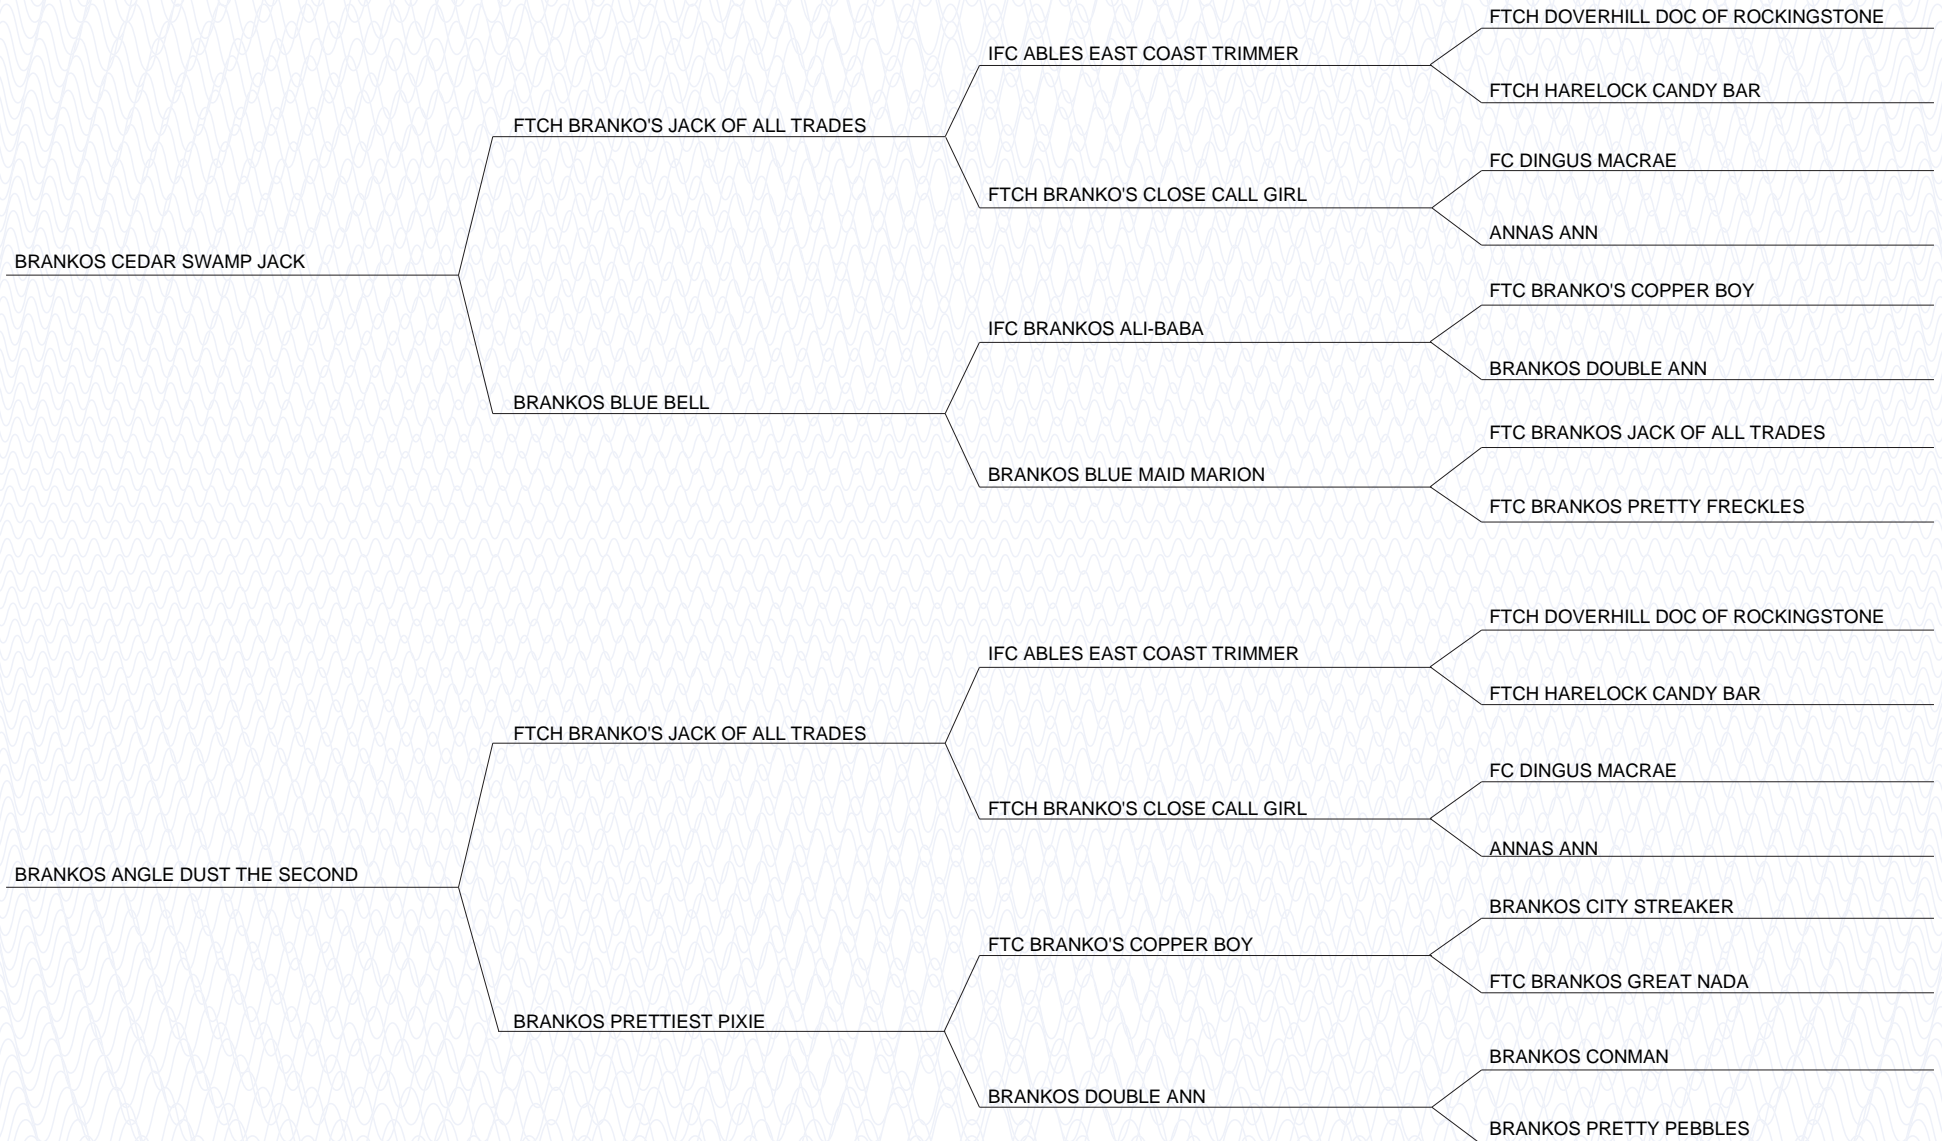 FTCH DOVERHILL DOC OF ROCKINGSTONE
IFC ABLES EAST COAST TRIMMER
FTCH HARELOCK CANDY BAR
FTCH BRANKO'S JACK OF ALL TRADES
FC DINGUS MACRAE
FTCH BRANKO'S CLOSE CALL GIRL
ANNAS ANN
BRANKOS CEDAR SWAMP JACK
FTC BRANKO'S COPPER BOY
IFC BRANKOS ALI-BABA
BRANKOS DOUBLE ANN
BRANKOS BLUE BELL
FTC BRANKOS JACK OF ALL TRADES
BRANKOS BLUE MAID MARION
FTC BRANKOS PRETTY FRECKLES
FTCH DOVERHILL DOC OF ROCKINGSTONE
IFC ABLES EAST COAST TRIMMER
FTCH HARELOCK CANDY BAR
FTCH BRANKO'S JACK OF ALL TRADES
FC DINGUS MACRAE
FTCH BRANKO'S CLOSE CALL GIRL
ANNAS ANN
BRANKOS ANGLE DUST THE SECOND
BRANKOS CITY STREAKER
FTC BRANKO'S COPPER BOY
FTC BRANKOS GREAT NADA
BRANKOS PRETTIEST PIXIE
BRANKOS CONMAN
BRANKOS DOUBLE ANN
BRANKOS PRETTY PEBBLES